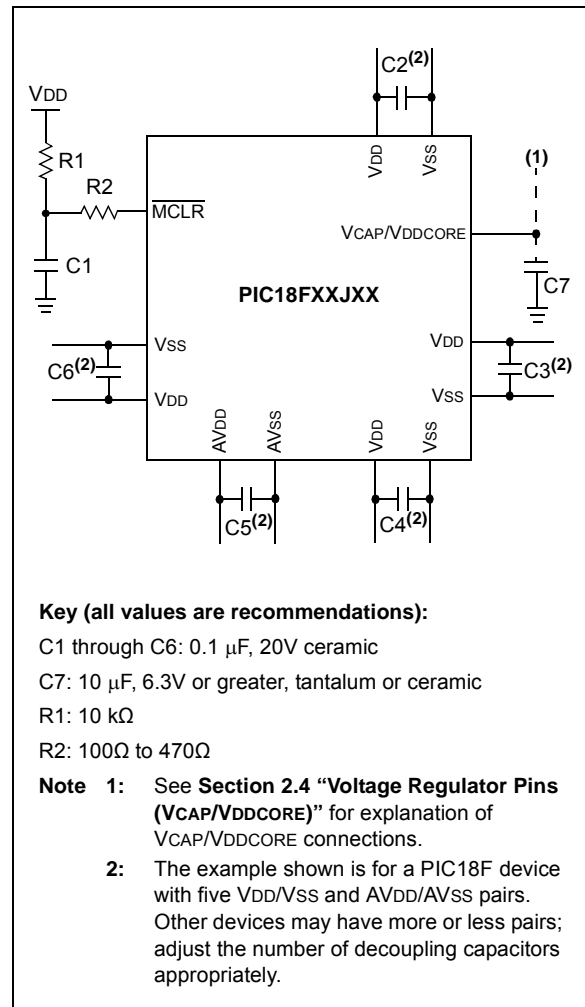 C2(2)
VDD
R1
R2
C1
MCLR
VDD
VSS
(1)
VCAP/VDDCORE
C7
PIC18FXXJXX
VSS
C6(2)
VDD
VDD
C3(2)
VSS
AVDD
AVSS
VDD
VSS
C5(2)
C4(2)
Key (all values are recommendations):
C1 through C6: 0.1 μF, 20V ceramic
C7: 10 μF, 6.3V or greater, tantalum or ceramic
R1: 10 kΩ
R2: 100Ω to 470Ω
Note 1: See Section 2.4 “Voltage Regulator Pins
(VCAP/VDDCORE)” for explanation of
VCAP/VDDCORE connections.
2: The example shown is for a PIC18F device
with five VDD/VSS and AVDD/AVSS pairs.
Other devices may have more or less pairs;
adjust the number of decoupling capacitors
appropriately.